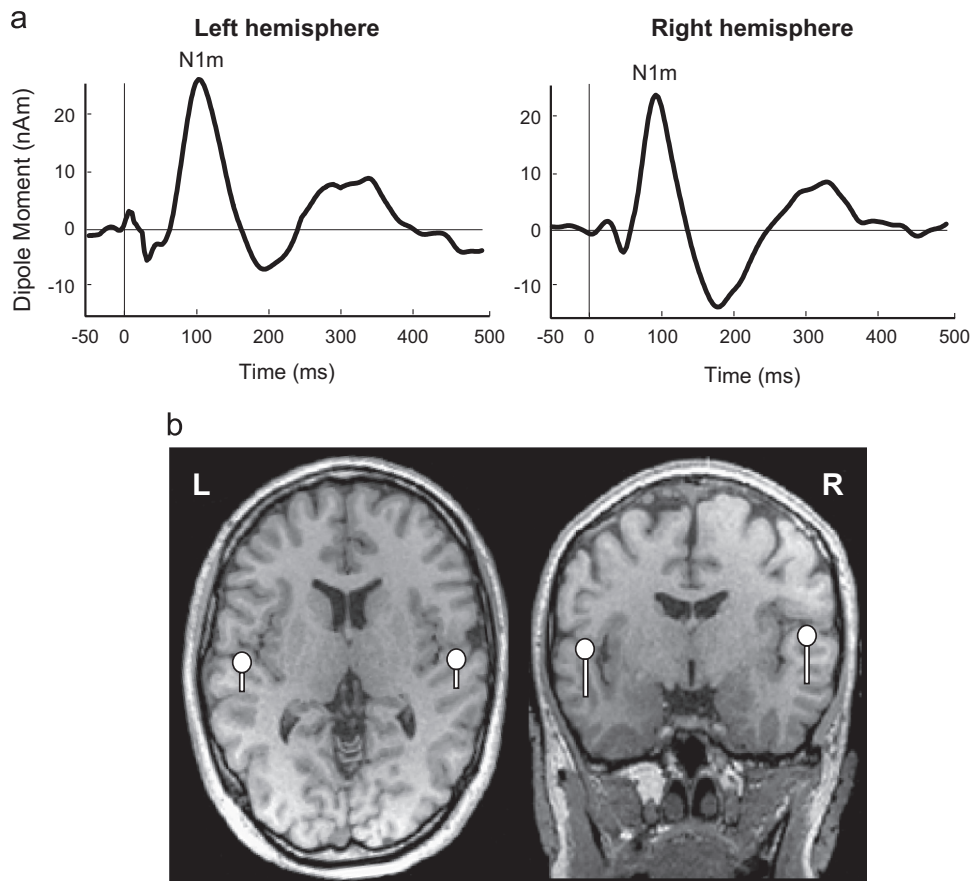 a
Left hemisphere
Right hemisphere
N1m
N1m
Dipole Moment (nAm)
20
10
0
-10
20
10
0
-10
-50 0 100 200 300 400 500
-50 0 100 200 300 400 500
Time (ms)
Time (ms)
b
L
R